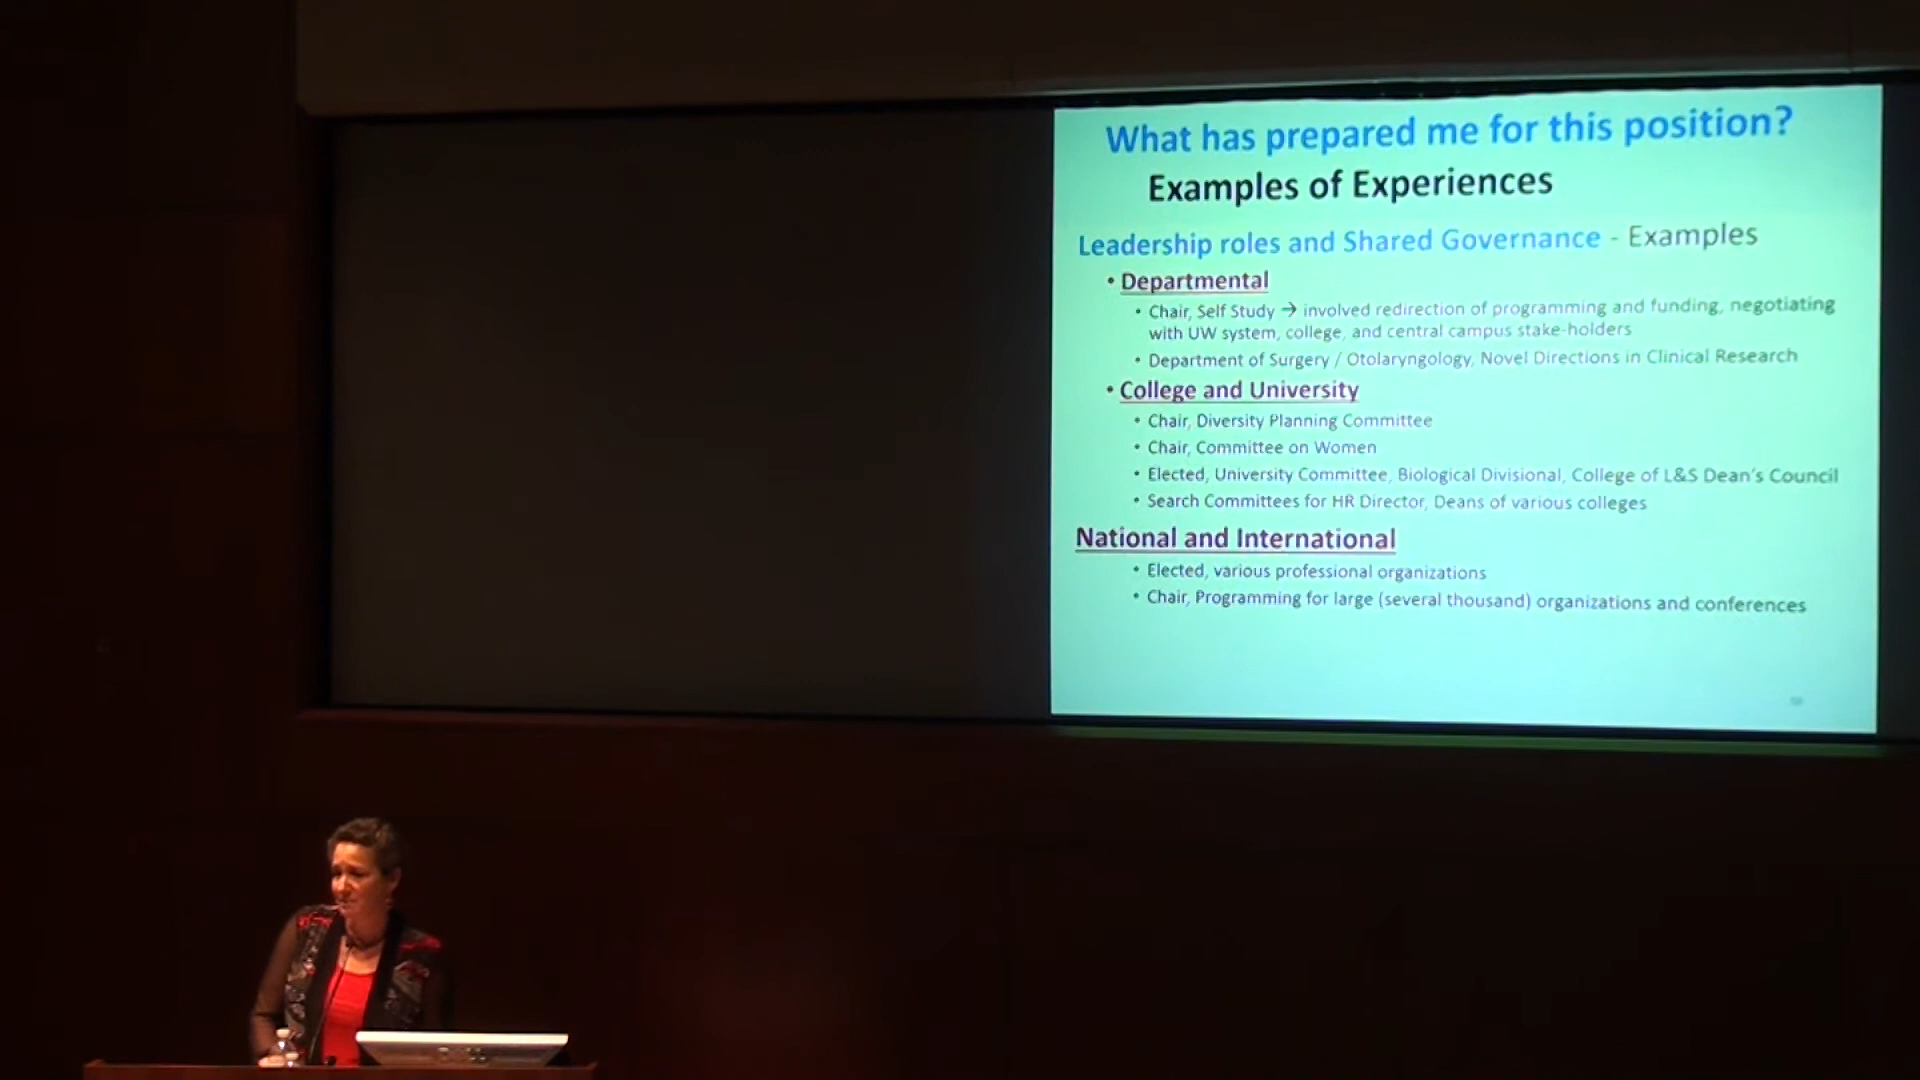 What has prepared me for this position?
Examples of Experiences
Leadership roles and Shared Governance - Examples
• Departmental
• Chair, Self Study → involved redirection of programming and funding, negotiating
with UW system, college, and central campus stake-holders
• Department of Surgery / Otolaryngology, Novel Directions in Clinical Research
• College and University
• Chair, Diversity Planning Committee
• Chair, Committee on Women
• Elected, University Committee, Biological Divisional, College of L&S Dean's Council
• Search Committees for HR Director, Deans of various colleges
National and International
• Elected, various professional organizations
• Chair, Programming for large (several thousand) organizations and conferences